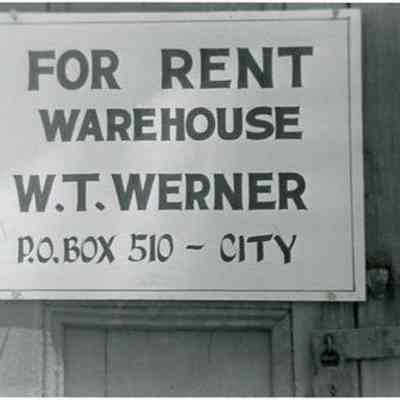 FOR RENT
WAREHOUSE
W.T. WERNER
P.O. BOX 510 - CITY